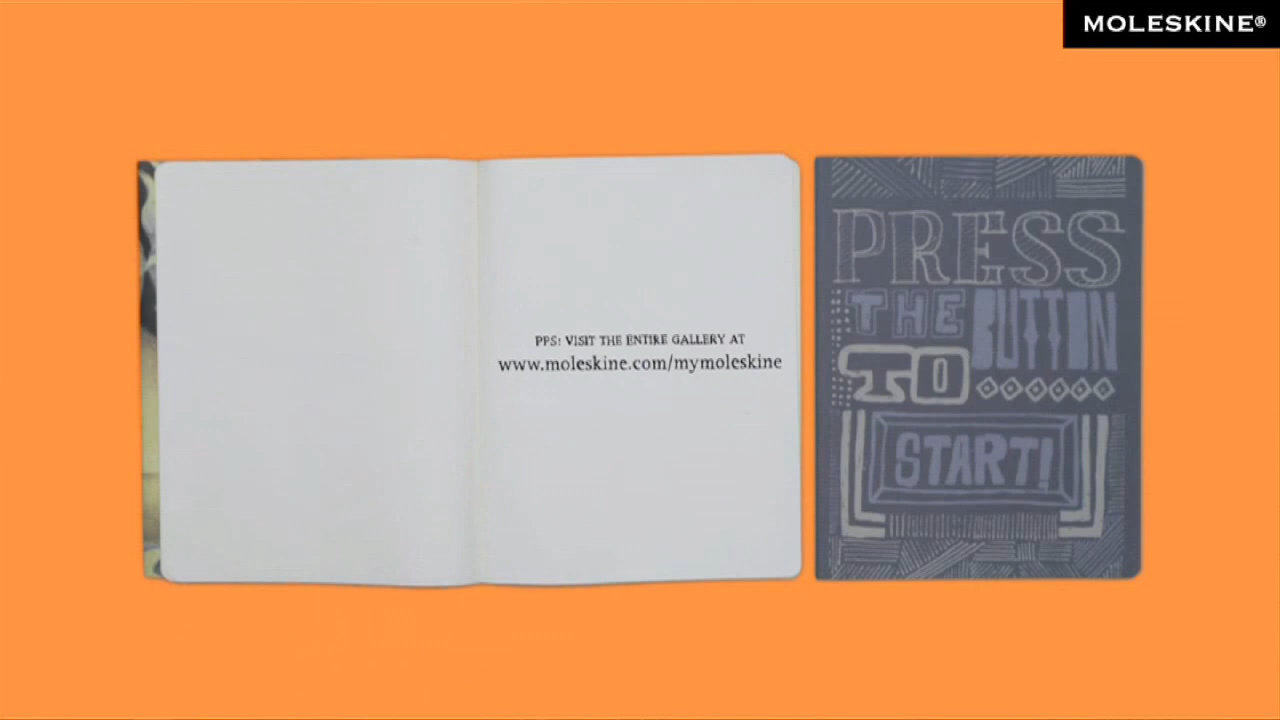 MOLESKINE®
PPS: VISIT THE ENTIRE GALLERY AT
www.moleskine.com/mymoleskine
PRESS
THE BUTTON
TO
START!